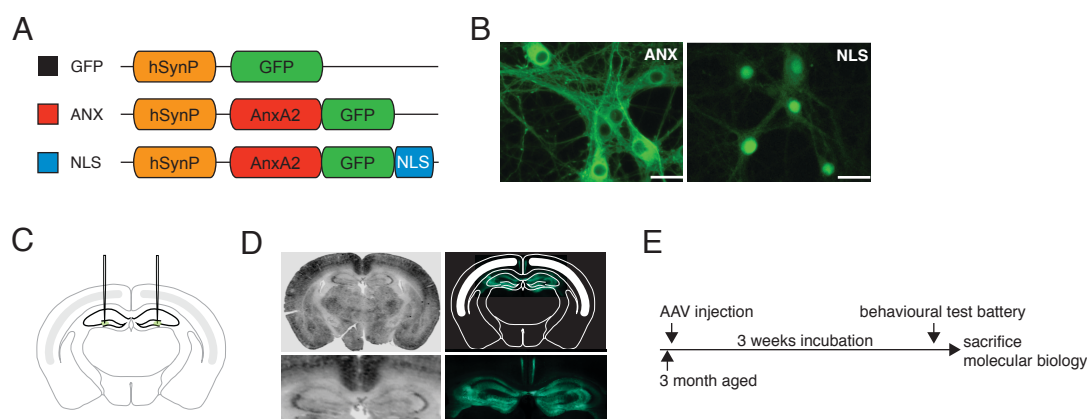 A
GFP hSynP GFP
ANX hSynP AnxA2 GFP
NLS hSynP AnxA2 GFP NLS
B
ANX
NLS
C
D
E
AAV injection
behavioural test battery
3 weeks incubation
sacrifice
molecular biology
3 month aged